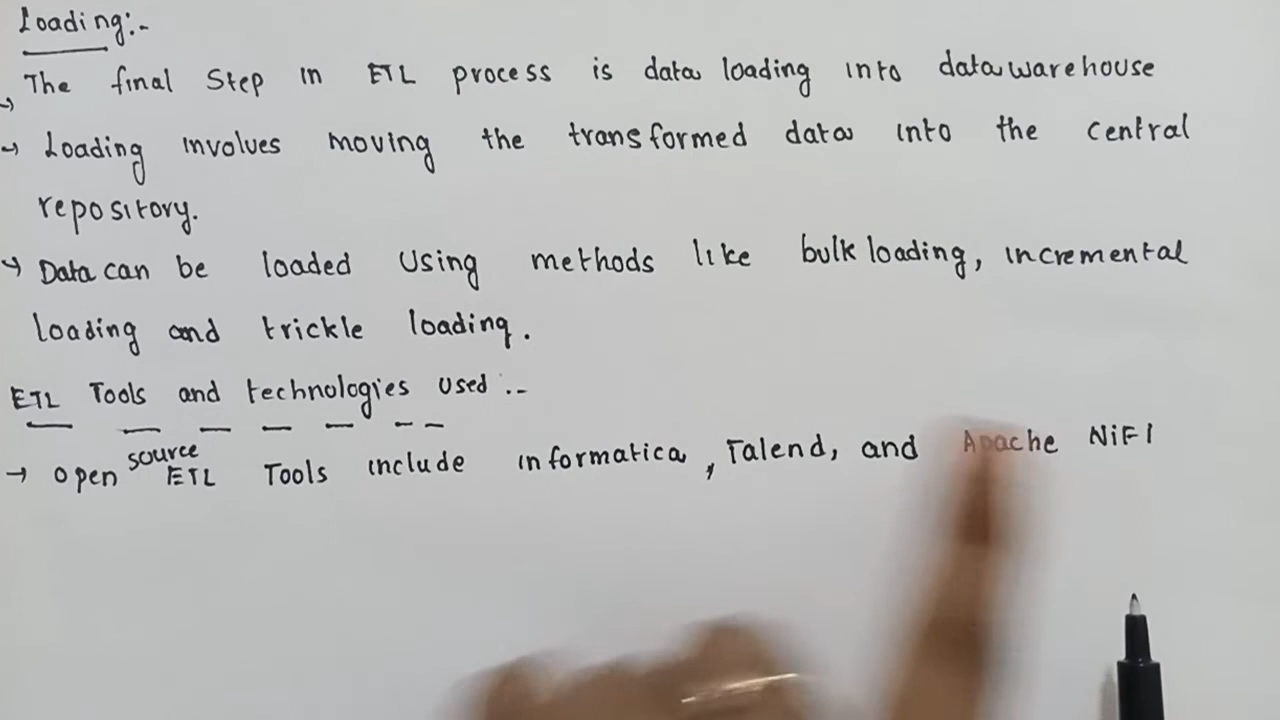 Loading:-
→ The final Step in ETL process is data loading into datawarehouse
→ Loading involves moving the transformed data into the central
repository.
→ Data can be loaded using methods like bulk loading, incremental
loading and trickle loading.
ETL Tools and technologies used :-
→ open source ETL Tools include informatica, Talend, and Apache NiFI